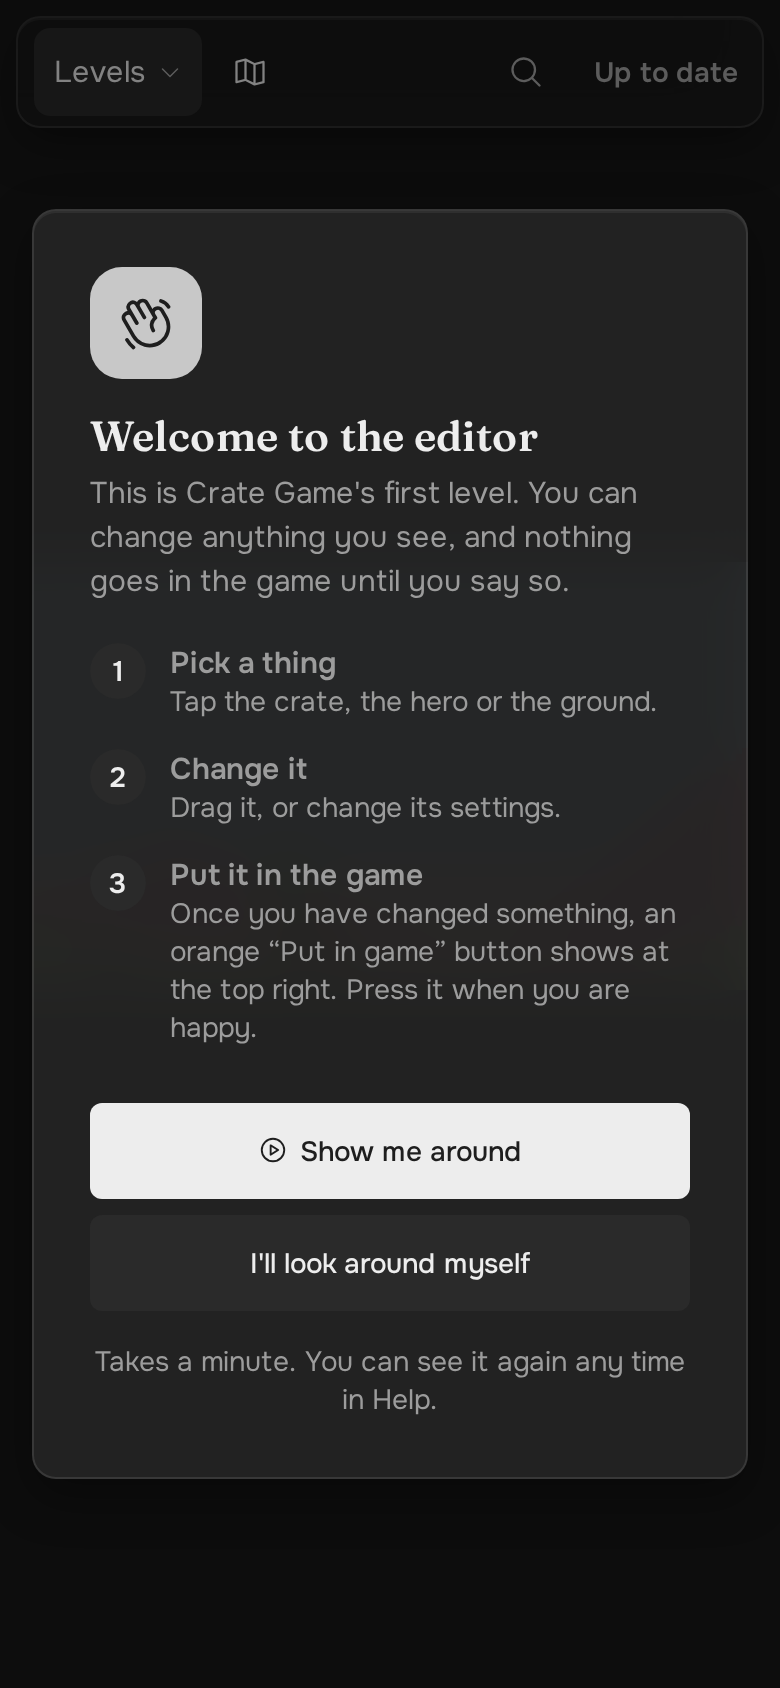 Levels
Up to date
Welcome to the editor
This is Crate Game's first level. You can
change anything you see, and nothing
goes in the game until you say so.
1
Pick a thing
Tap the crate, the hero or the ground.
2
Change it
Drag it, or change its settings.
3
Put it in the game
Once you have changed something, an
orange “Put in game” button shows at
the top right. Press it when you are
happy.
Show me around
I'll look around myself
Takes a minute. You can see it again any time
in Help.